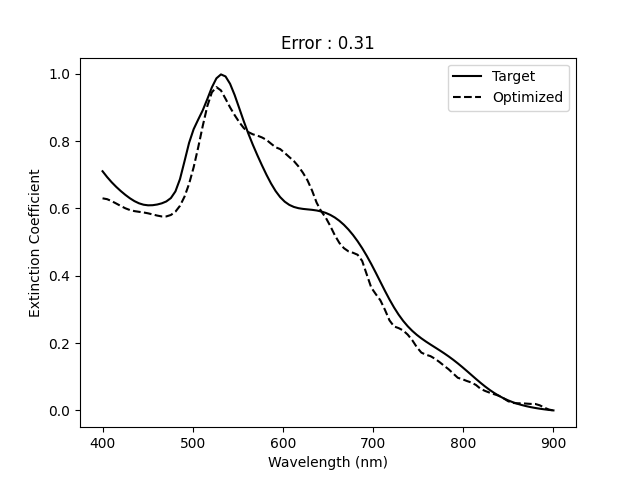 Error : 0.31
Target
Optimized
Extinction Coefficient
1.0
0.8
0.6
0.4
0.2
0.0
400 500 600 700 800 900
Wavelength (nm)